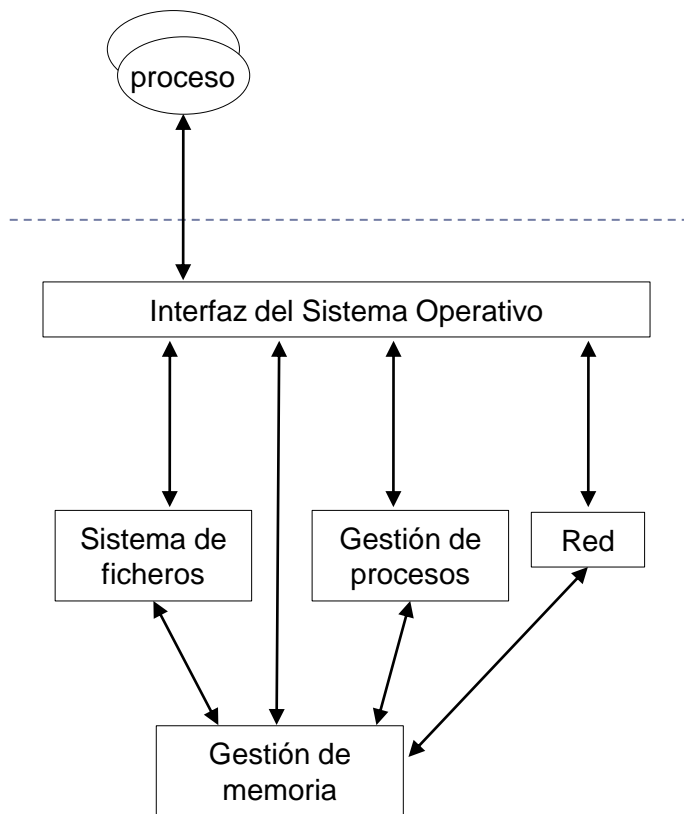 proceso
Interfaz del Sistema Operativo
Sistema de
ficheros
Gestión de
procesos
Red
Gestión de
memoria